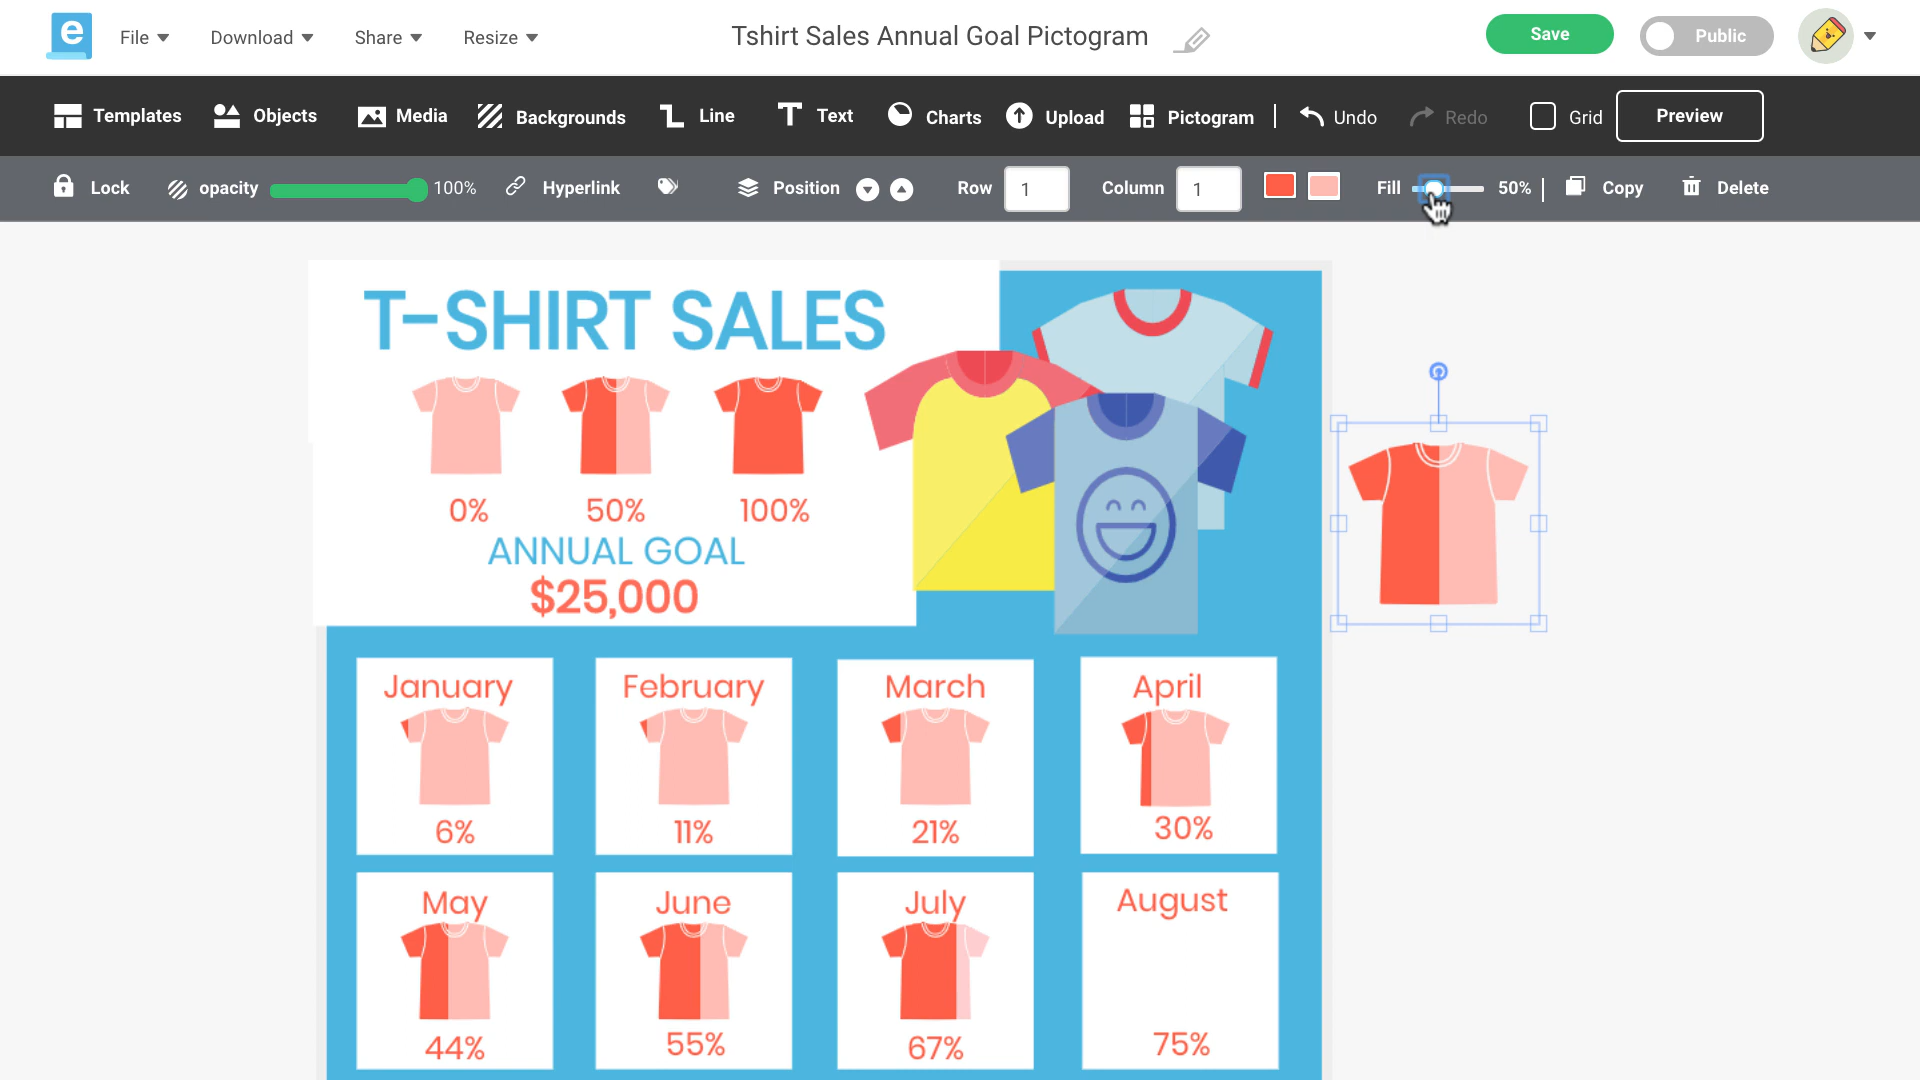 e File Download Share Resize Tshirt Sales Annual Goal Pictogram Save Public
Templates Objects Media Backgrounds Line Text Charts Upload Pictogram Undo Redo Grid Preview
Lock opacity 100% Hyperlink Position Row 1 Column 1 Fill 50% Copy Delete
T-SHIRT SALES
0% 50% 100%
ANNUAL GOAL
$25,000
January February March April
6% 11% 21% 30%
May June July August
44% 55% 67% 75%